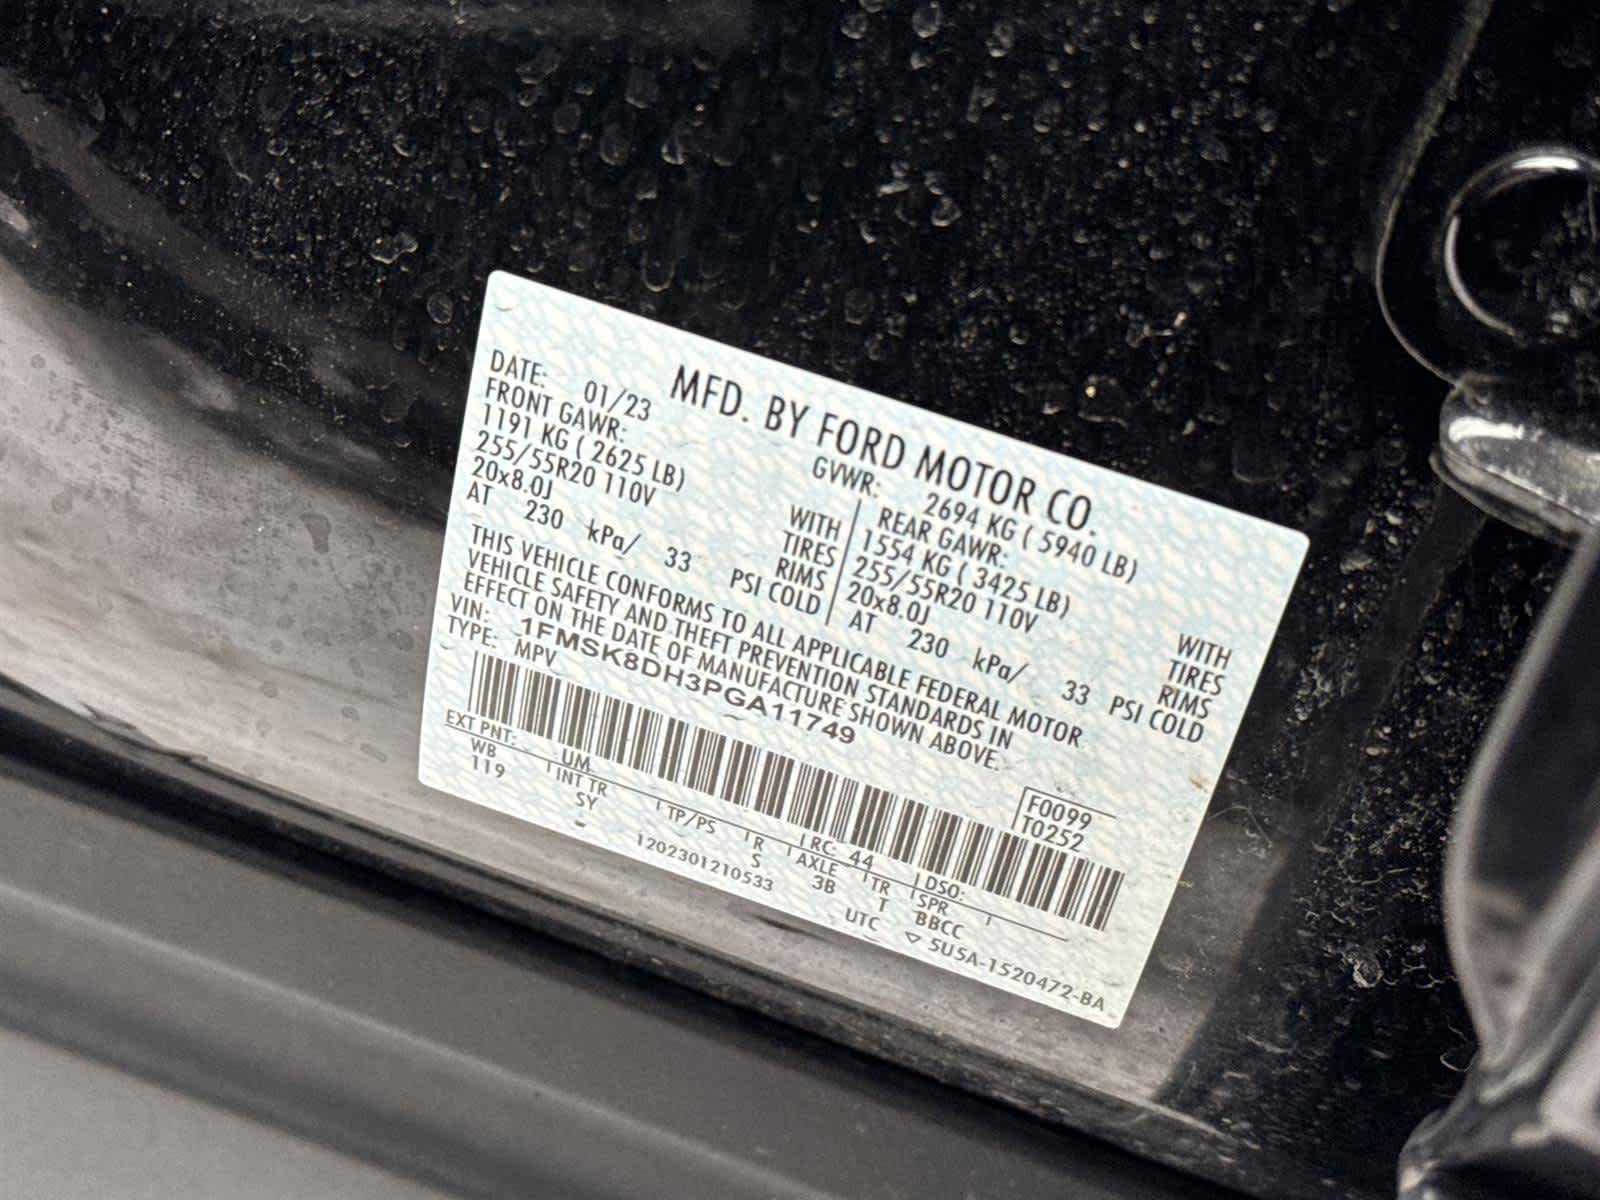 MFD. BY FORD MOTOR CO.
DATE: 01/23
GVWR: 2694 KG ( 5940 LB)
FRONT GAWR:
REAR GAWR:
1191 KG ( 2625 LB) WITH
1554 KG ( 3425 LB) WITH
255/55R20 110V TIRES
255/55R20 110V TIRES
20x8.0J RIMS
20x8.0J RIMS
AT 230 kPa/ 33 PSI COLD
AT 230 kPa/ 33 PSI COLD
THIS VEHICLE CONFORMS TO ALL APPLICABLE FEDERAL MOTOR
VEHICLE SAFETY AND THEFT PREVENTION STANDARDS IN
EFFECT ON THE DATE OF MANUFACTURE SHOWN ABOVE.
VIN: 1FMSK8DH3PGA11749
TYPE: MPV
F0099
T0252
EXT PNT: UM RC: 44 DSO:
WB INT TR TP/PS R AXLE TR SPR
119 SY S 3B T BBCC
1202301210533 UTC ▽ 5U5A-1520472-BA